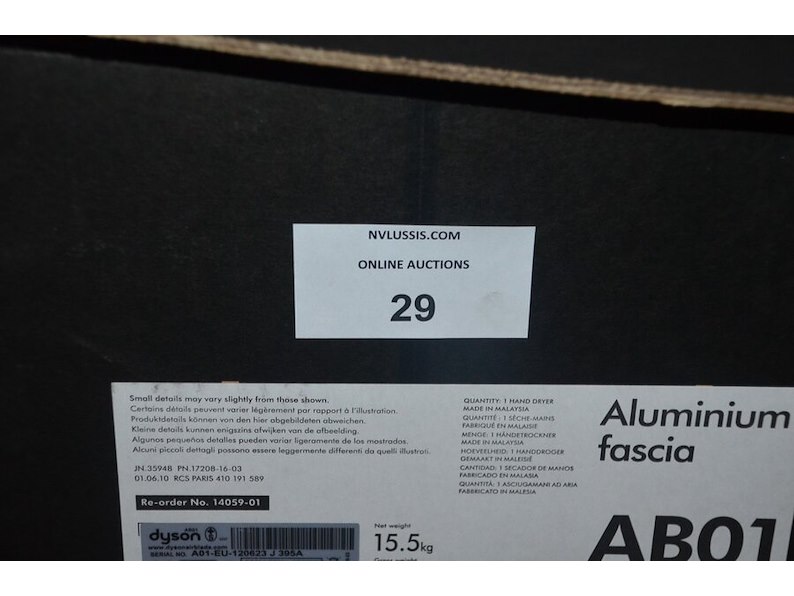 NVLUSSIS.COM
ONLINE AUCTIONS
29
Small details may vary slightly from those shown.
Certains détails peuvent varier légèrement par rapport à l'illustration.
Produktdetails können von den hier abgebildeten abweichen.
Kleine details kunnen enigszins afwijken van de afbeelding.
Algunos pequeños detalles pueden variar ligeramente de los mostrados.
Alcuni piccoli dettagli possono essere leggermente differenti da quelli illustrati.
JN.35948 PN.17208-16-03
01.06.10 RCS PARIS 410 191 589
Re-order No. 14059-01
dyson
AB01
www.dysonairblade.com
SERIAL NO. A01-EU-120623 J 395A
QUANTITY: 1 HAND DRYER
MADE IN MALAYSIA
QUANTITÉ : 1 SÈCHE-MAINS
FABRIQUÉ EN MALAISIE
MENGE: 1 HÄNDETROCKNER
MADE IN MALAYSIA
HOEVEELHEID: 1 HANDDROGER
GEMAAKT IN MALEISIË
CANTIDAD: 1 SECADOR DE MANOS
FABRICADO EN MALASIA
QUANTITÀ: 1 ASCIUGAMANI AD ARIA
FABBRICATO IN MALESIA
Net weight
15.5kg
Gross weight
Aluminium
fascia
AB01